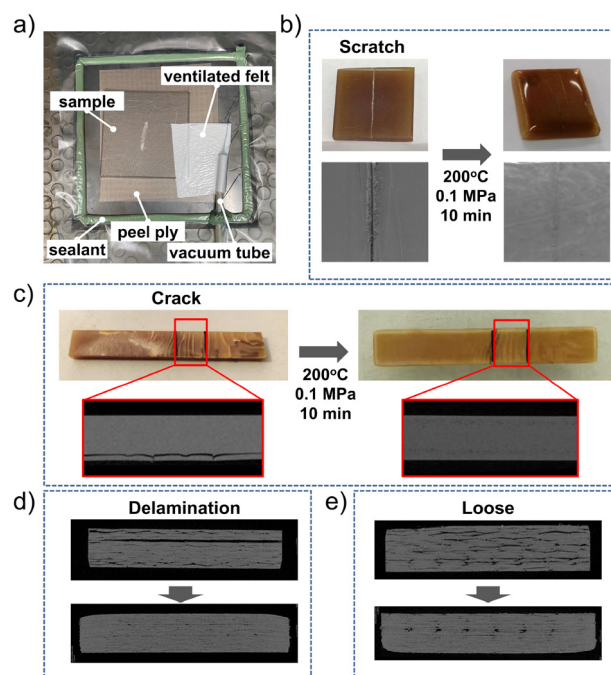 a)
ventilated felt
sample
peel ply
sealant
vacuum tube
b)
Scratch
200°C
0.1 MPa
10 min
c)
Crack
200°C
0.1 MPa
10 min
d)
Delamination
e)
Loose